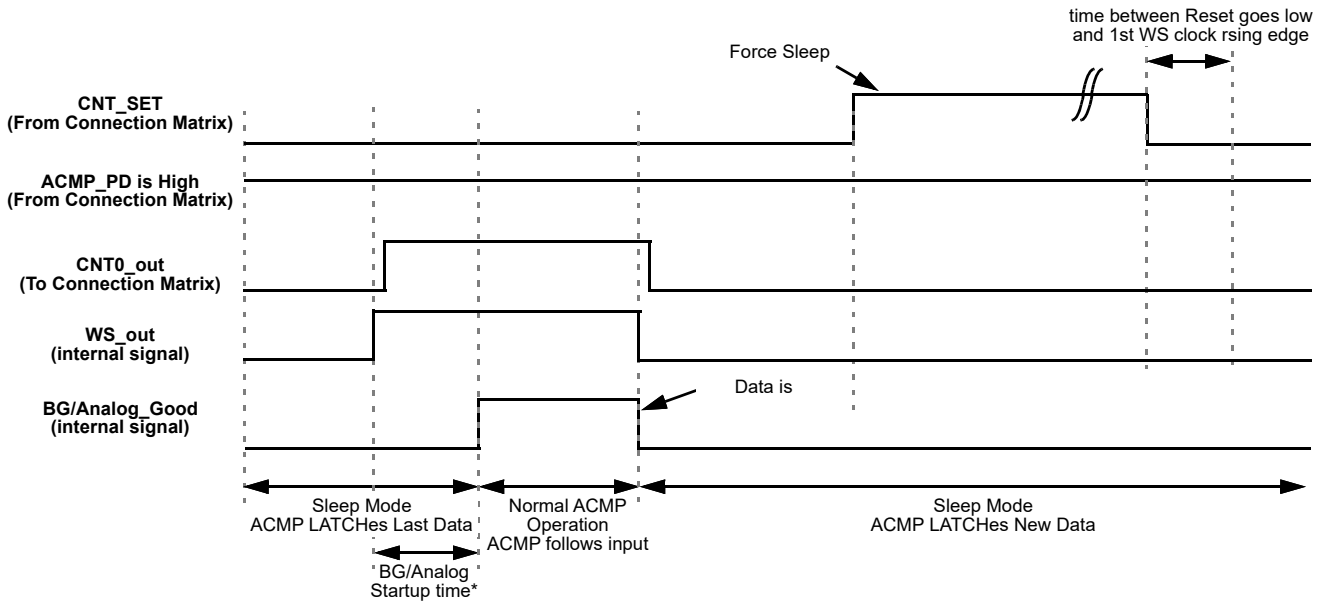 time between Reset goes low
and 1st WS clock rsing edge
Force Sleep
CNT_SET
(From Connection Matrix)
ACMP_PD is High
(From Connection Matrix)
CNT0_out
(To Connection Matrix)
WS_out
(internal signal)
Data is
BG/Analog_Good
(internal signal)
Sleep Mode
ACMP LATCHes Last Data
Normal ACMP
Operation
ACMP follows input
Sleep Mode
ACMP LATCHes New Data
BG/Analog
Startup time*